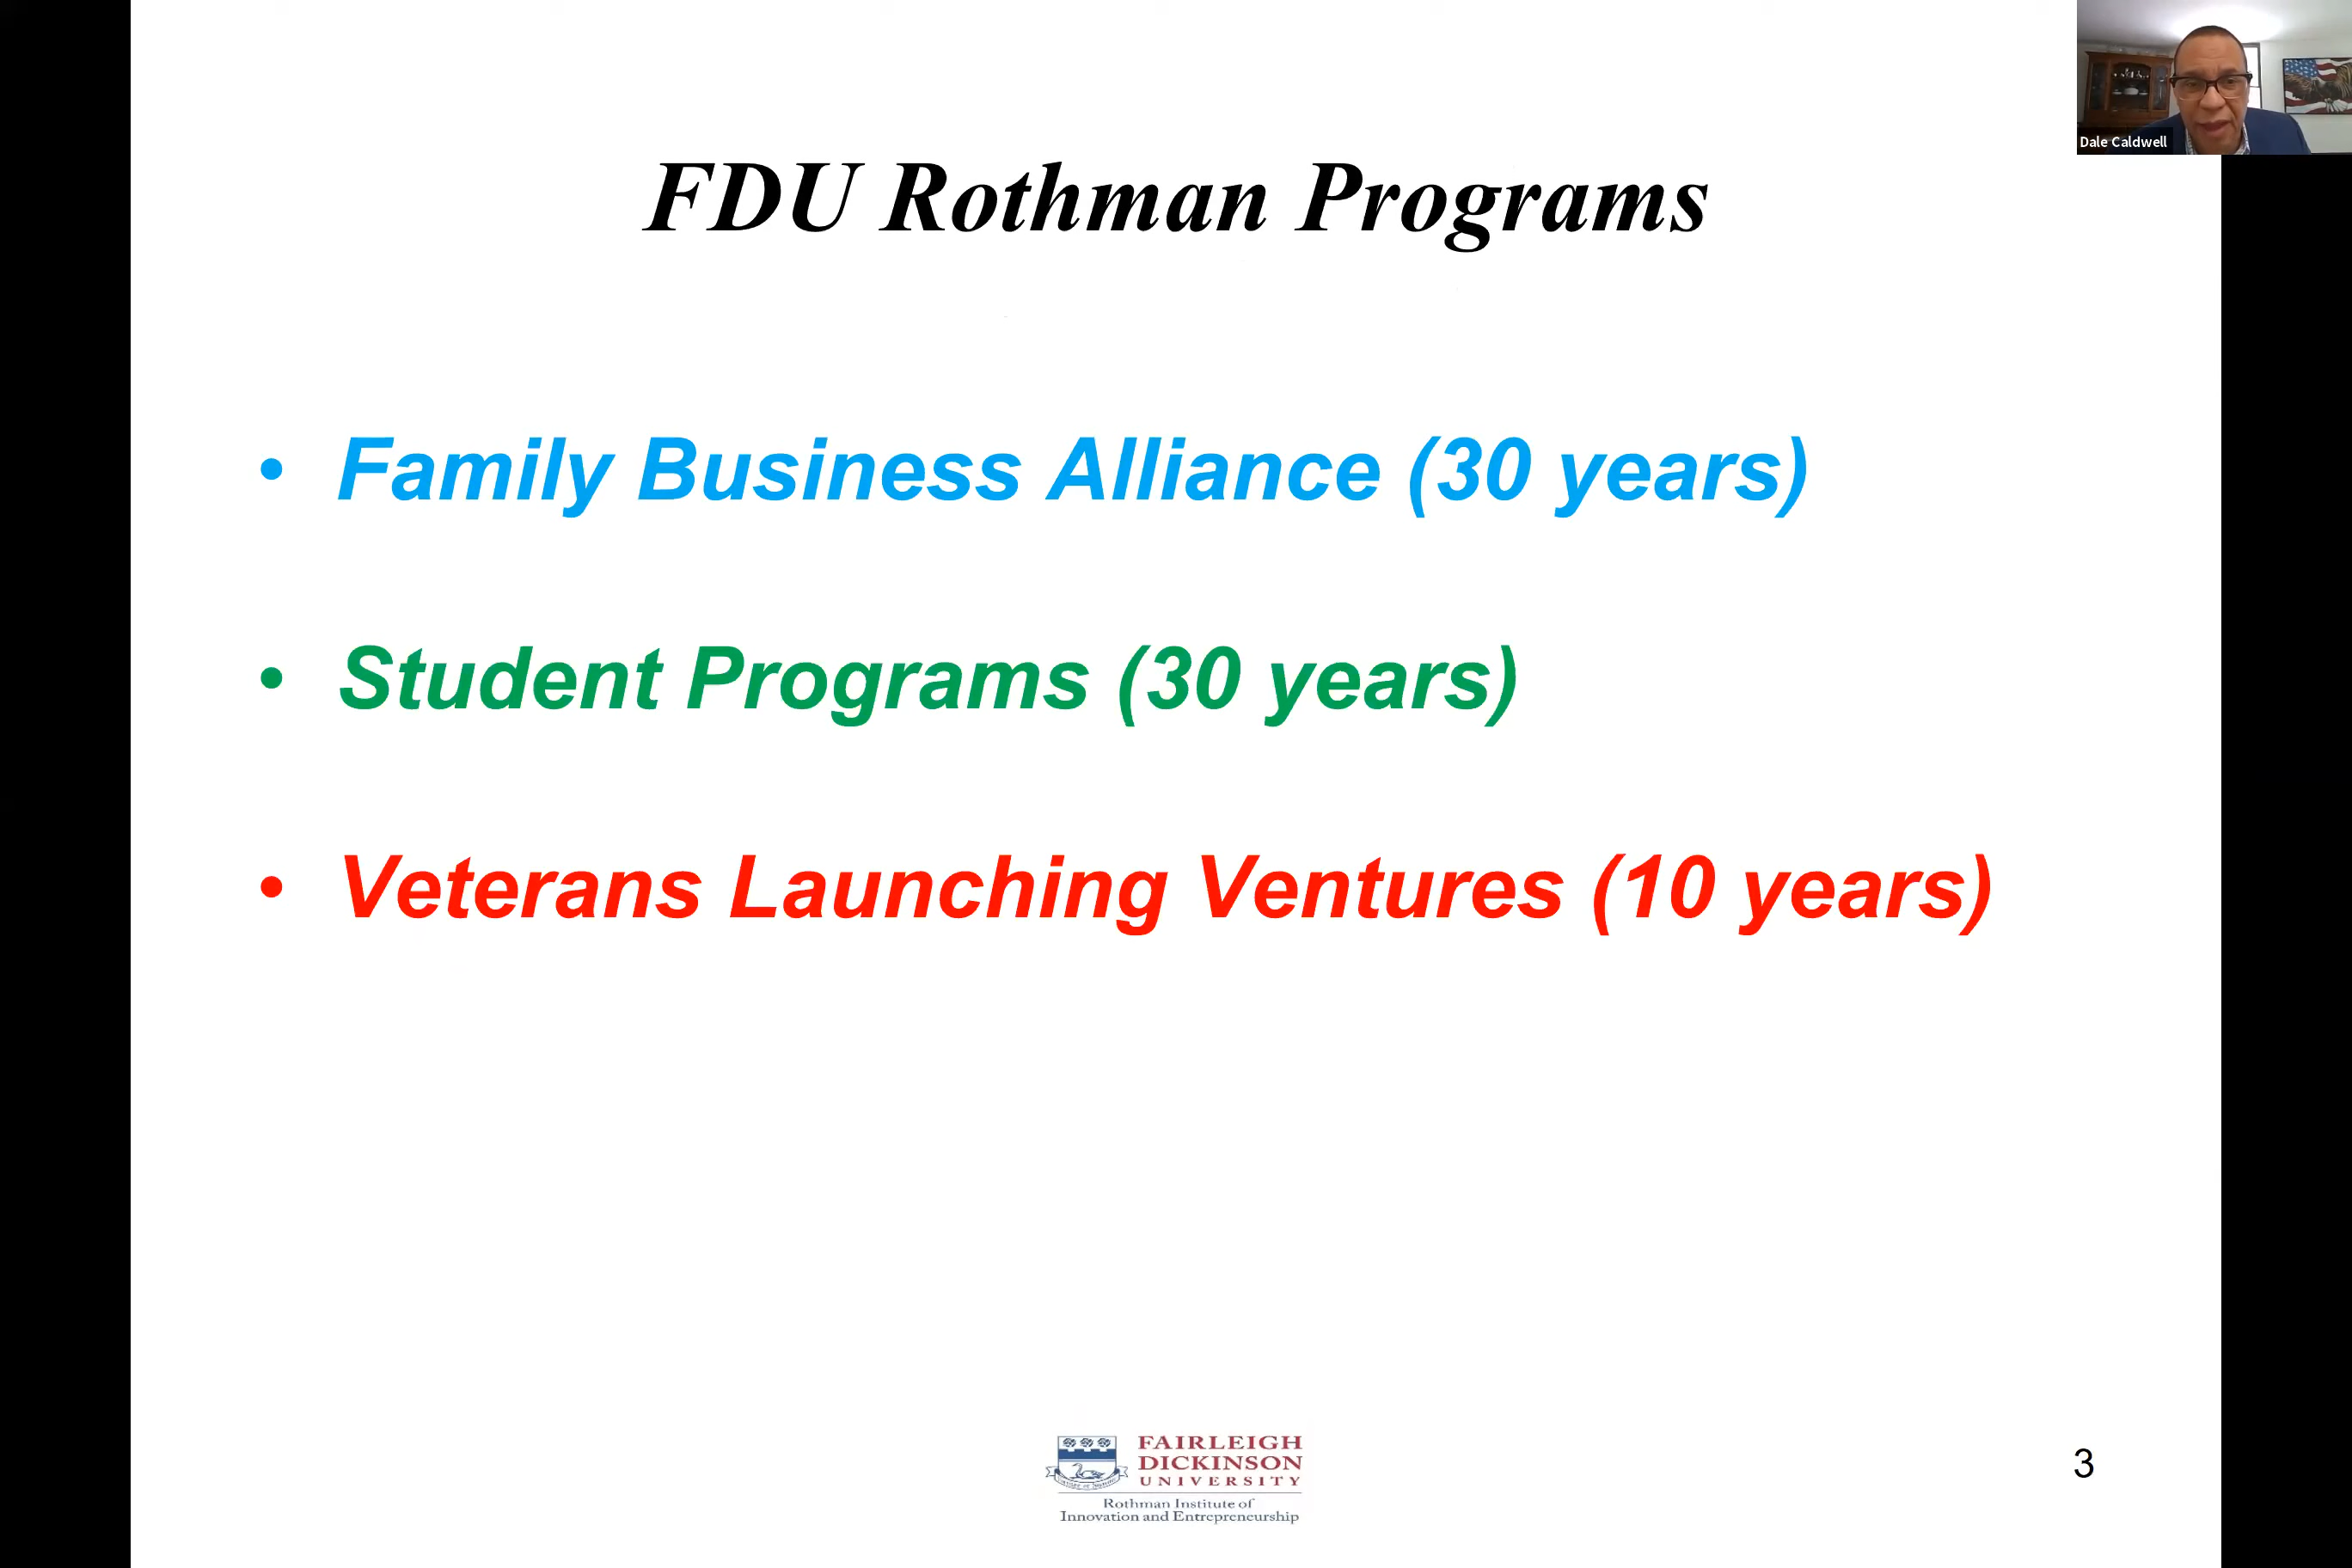 Dale Caldwell
FDU Rothman Programs
• Family Business Alliance (30 years)
• Student Programs (30 years)
• Veterans Launching Ventures (10 years)
FAIRLEIGH
DICKINSON
UNIVERSITY
Rothman Institute of
Innovation and Entrepreneurship
3